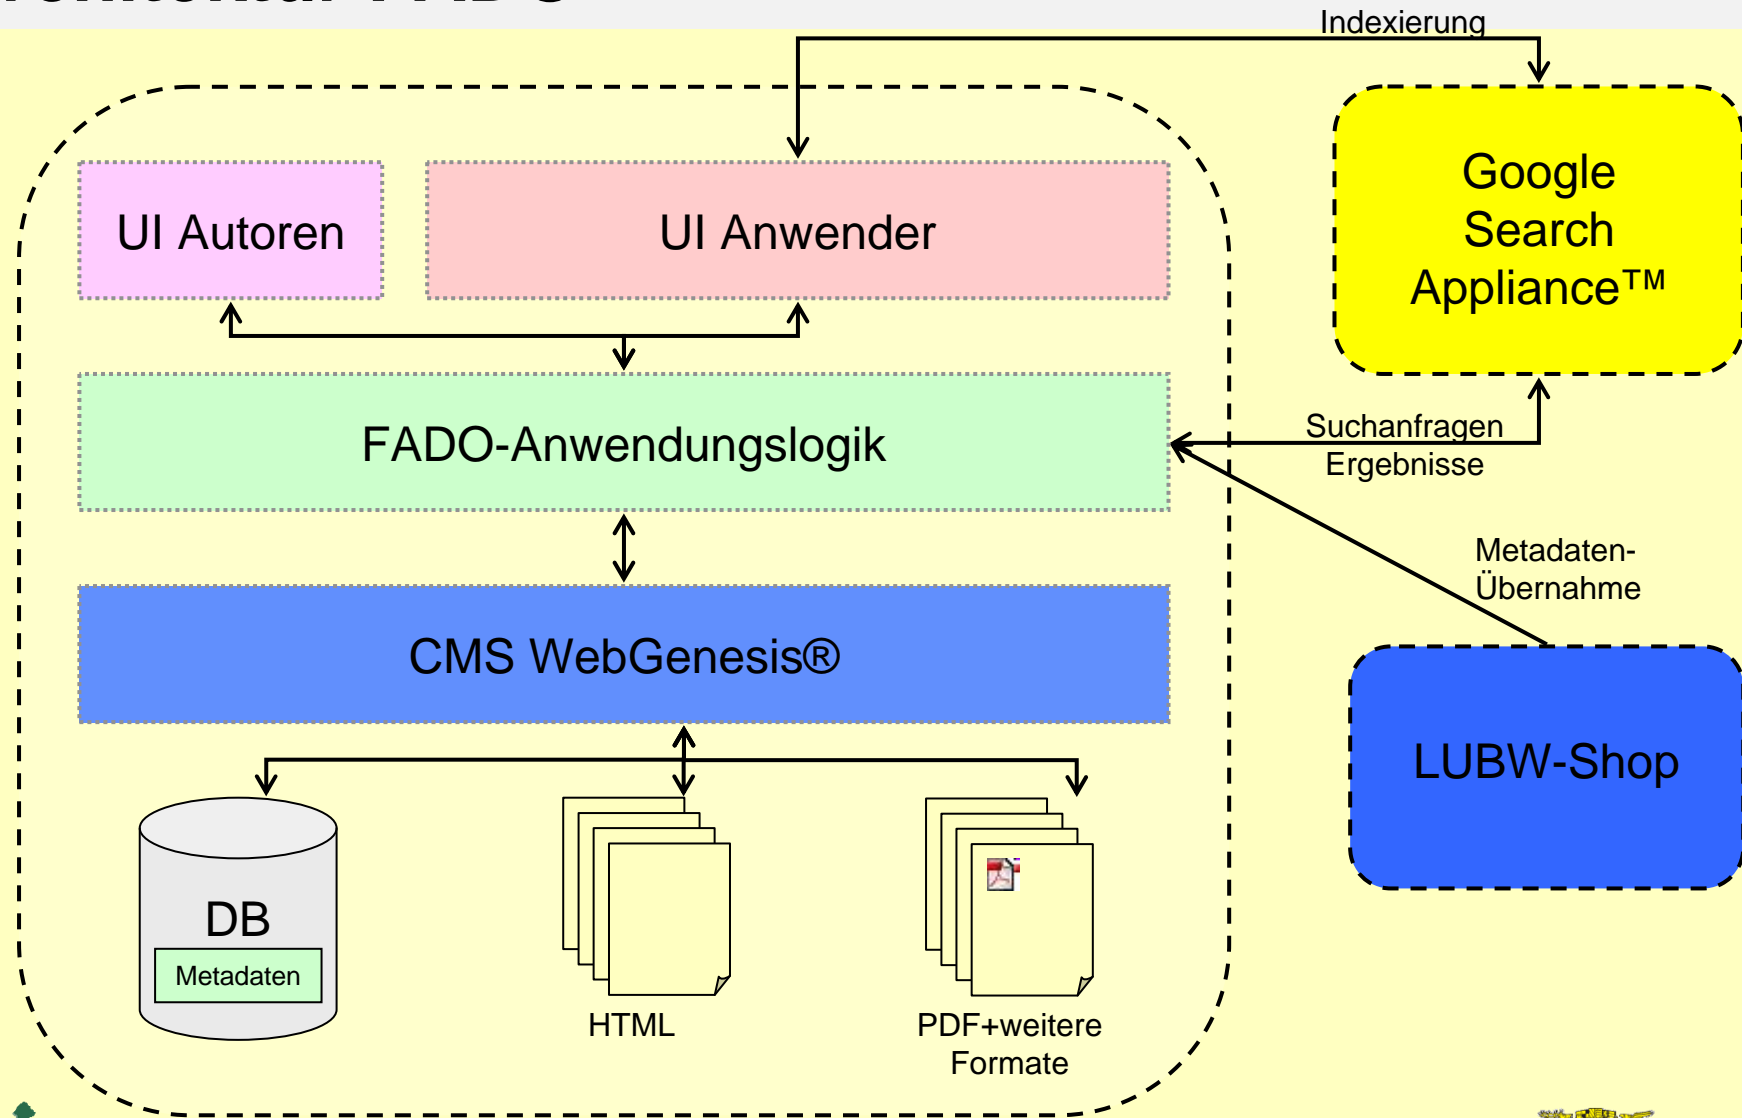 Indexierung
Google
Search
Appliance™
UI Autoren
UI Anwender
FADO-Anwendungslogik
Suchanfragen
Ergebnisse
Metadaten-
Übernahme
CMS WebGenesis®
LUBW-Shop
DB
Metadaten
HTML
PDF+weitere
Formate